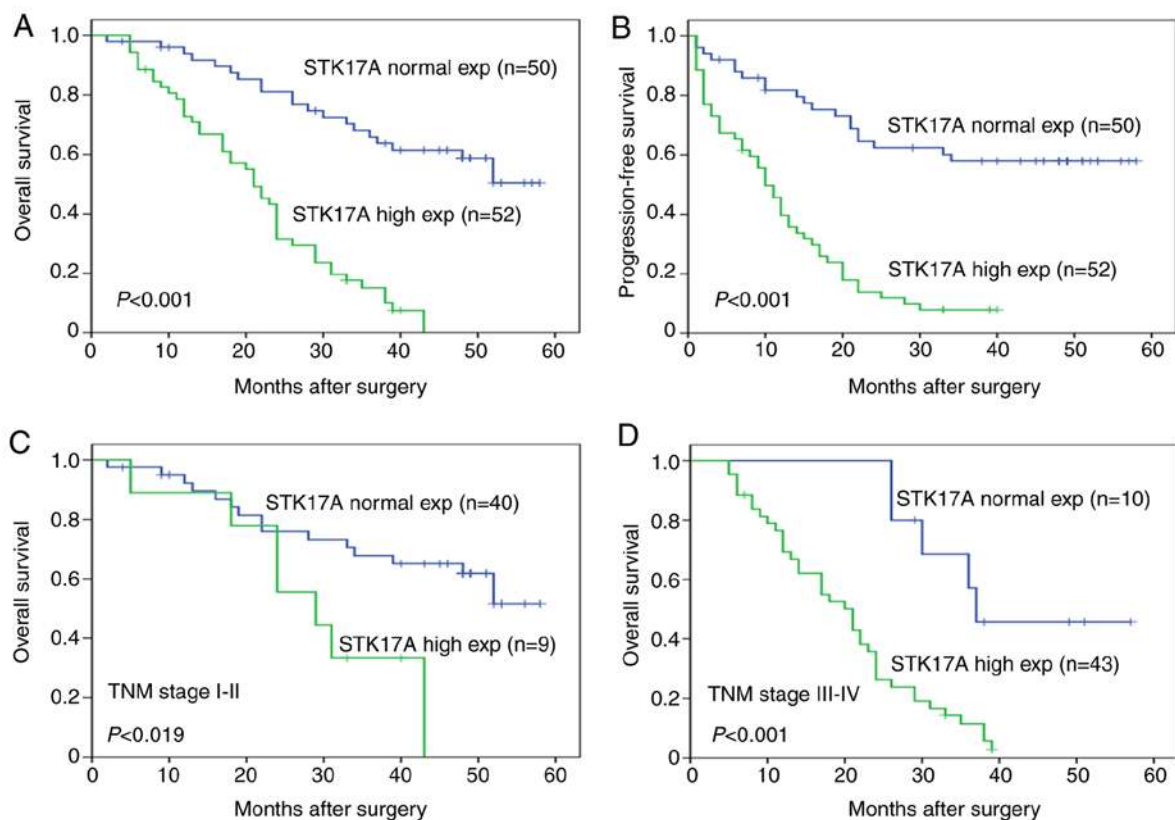 A
Overall survival
1.0
0.8
0.6
0.4
0.2
0
STK17A normal exp (n=50)
STK17A high exp (n=52)
P<0.001
0 10 20 30 40 50 60
Months after surgery
B
Progression-free survival
1.0
0.8
0.6
0.4
0.2
0
STK17A normal exp (n=50)
STK17A high exp (n=52)
P<0.001
0 10 20 30 40 50 60
Months after surgery
C
Overall survival
1.0
0.8
0.6
0.4
0.2
0
STK17A normal exp (n=40)
STK17A high exp (n=9)
TNM stage I-II
P<0.019
0 10 20 30 40 50 60
Months after surgery
D
Overall survival
1.0
0.8
0.6
0.4
0.2
0
STK17A normal exp (n=10)
STK17A high exp (n=43)
TNM stage III-IV
P<0.001
0 10 20 30 40 50 60
Months after surgery